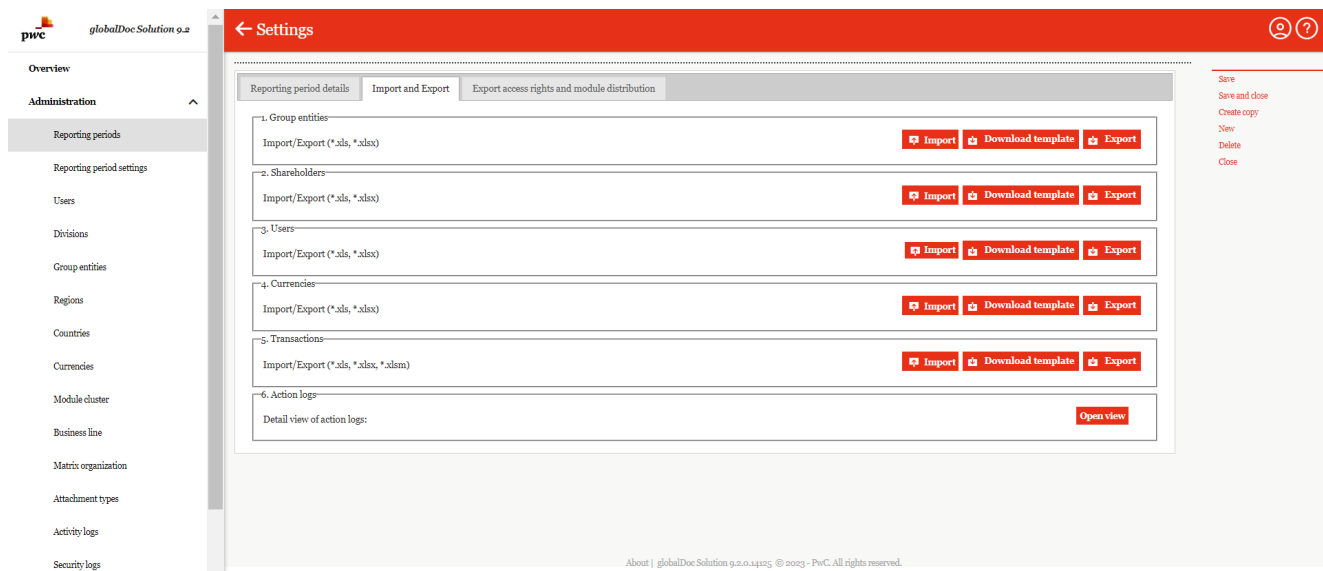 pwc
globalDoc Solution 9.2
Overview
Administration
Reporting periods
Reporting period settings
Users
Divisions
Group entities
Regions
Countries
Currencies
Module cluster
Business line
Matrix organization
Attachment types
Activity logs
Security logs
Settings
?
Reporting period details
Import and Export
Export access rights and module distribution
1. Group entities
Import/Export (*.xls, *.xlsx)
Import Download template Export
2. Shareholders
Import/Export (*.xls, *.xlsx)
Import Download template Export
3. Users
Import/Export (*.xls, *.xlsx)
Import Download template Export
4. Currencies
Import/Export (*.xls, *.xlsx)
Import Download template Export
5. Transactions
Import/Export (*.xls, *.xlsx, *.xlsm)
Import Download template Export
6. Action logs
Detail view of action logs:
Open view
Save
Save and close
Create copy
New
Delete
Close
About | globalDoc Solution 9.2.0.14125 © 2023 - PwC. All rights reserved.